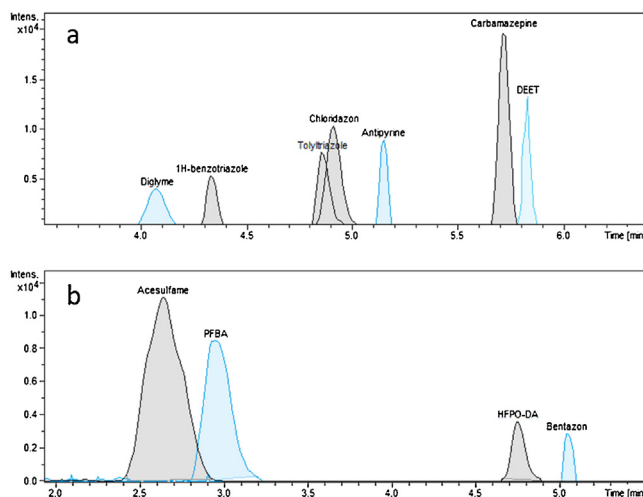 Intens.
x10⁴
a
Carbamazepine
DEET
1.5
1.0
0.5
Chloridazon
Tolyltriazole
Antipyrine
1H-benzotriazole
Diglyme
4.0 4.5 5.0 5.5 6.0 Time [min
Intens.
x10⁴
b
Acesulfame
PFBA
HFPO-DA
Bentazon
1.0
0.8
0.6
0.4
0.2
0.0
2.0 2.5 3.0 3.5 4.0 4.5 5.0 Time [min